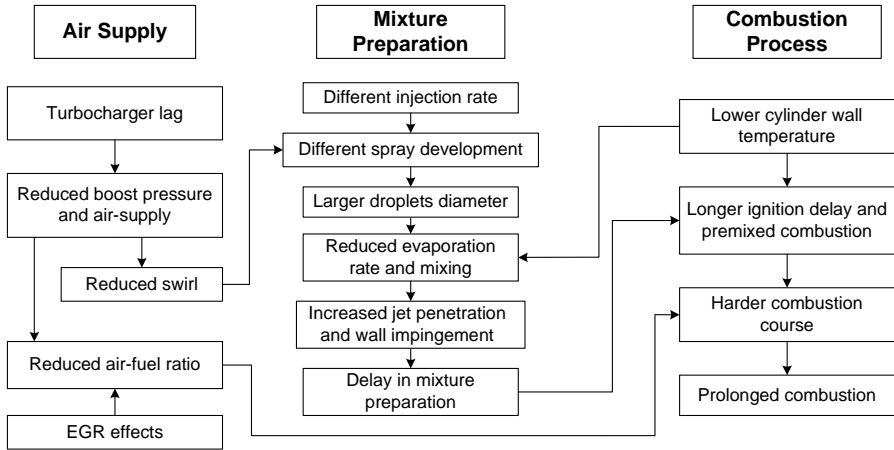 Air Supply
Turbocharger lag
Reduced boost pressure
and air-supply
Reduced swirl
Reduced air-fuel ratio
EGR effects
Mixture
Preparation
Different injection rate
Different spray development
Larger droplets diameter
Reduced evaporation
rate and mixing
Increased jet penetration
and wall impingement
Delay in mixture
preparation
Combustion
Process
Lower cylinder wall
temperature
Longer ignition delay and
premixed combustion
Harder combustion
course
Prolonged combustion